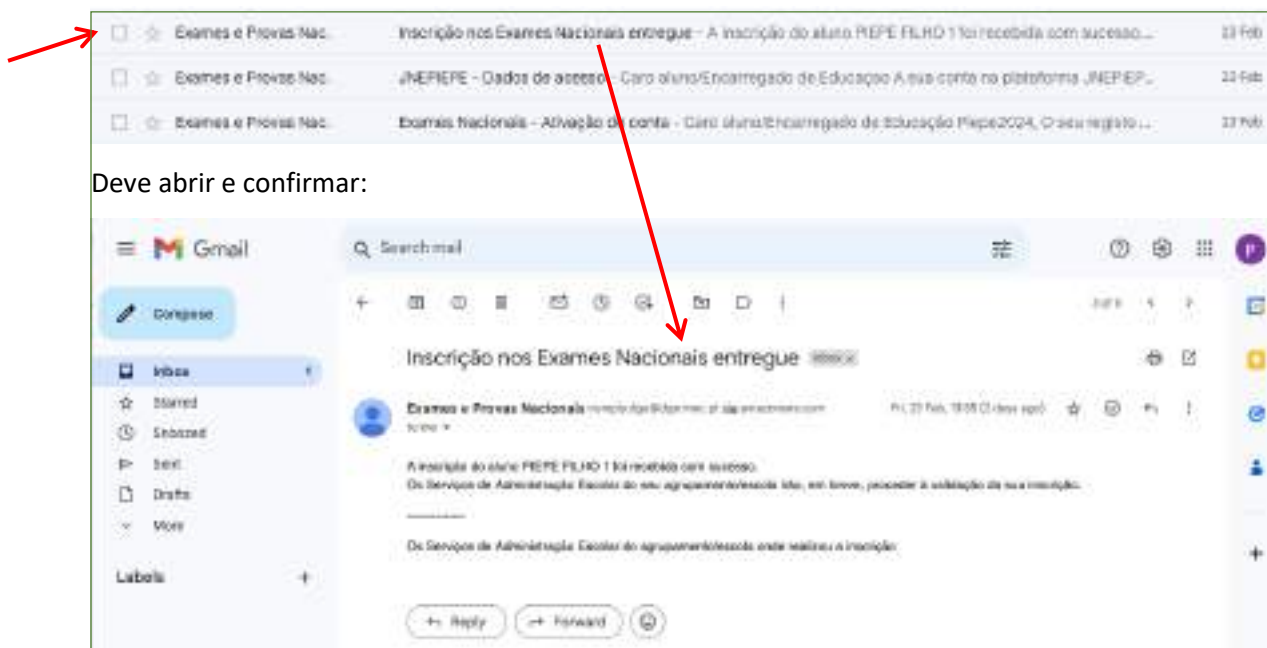 Exames e Provas Nac. Inscrição nos Exames Nacionais entregue - A inscrição do aluno PIEPE FILHO 1 foi recebida com sucesso... 23 Feb
Exames e Provas Nac. JNEPIEPE - Dados de acesso - Caro aluno/Encarregado de Educação A sua conta na plataforma JNEPIEP... 23 Feb
Exames e Provas Nac. Exames Nacionais - Ativação de conta - Caro aluno/Encarregado de Educação Piepe2024, O seu registo ... 23 Feb
Deve abrir e confirmar:
Gmail
Search mail
Compose
Inbox
Starred
Snoozed
Sent
Drafts
More
Labels
Inscrição nos Exames Nacionais entregue
Exames e Provas Nacionais
Fri, 23 Feb, (3 days ago)
to me
A inscrição do aluno PIEPE FILHO 1 foi recebida com sucesso.
Os Serviços de Administração Escolar do seu agrupamento/escola irão, em breve, proceder à validação da sua inscrição.
Os Serviços de Administração Escolar do agrupamento/escola onde realizou a inscrição
Reply
Forward